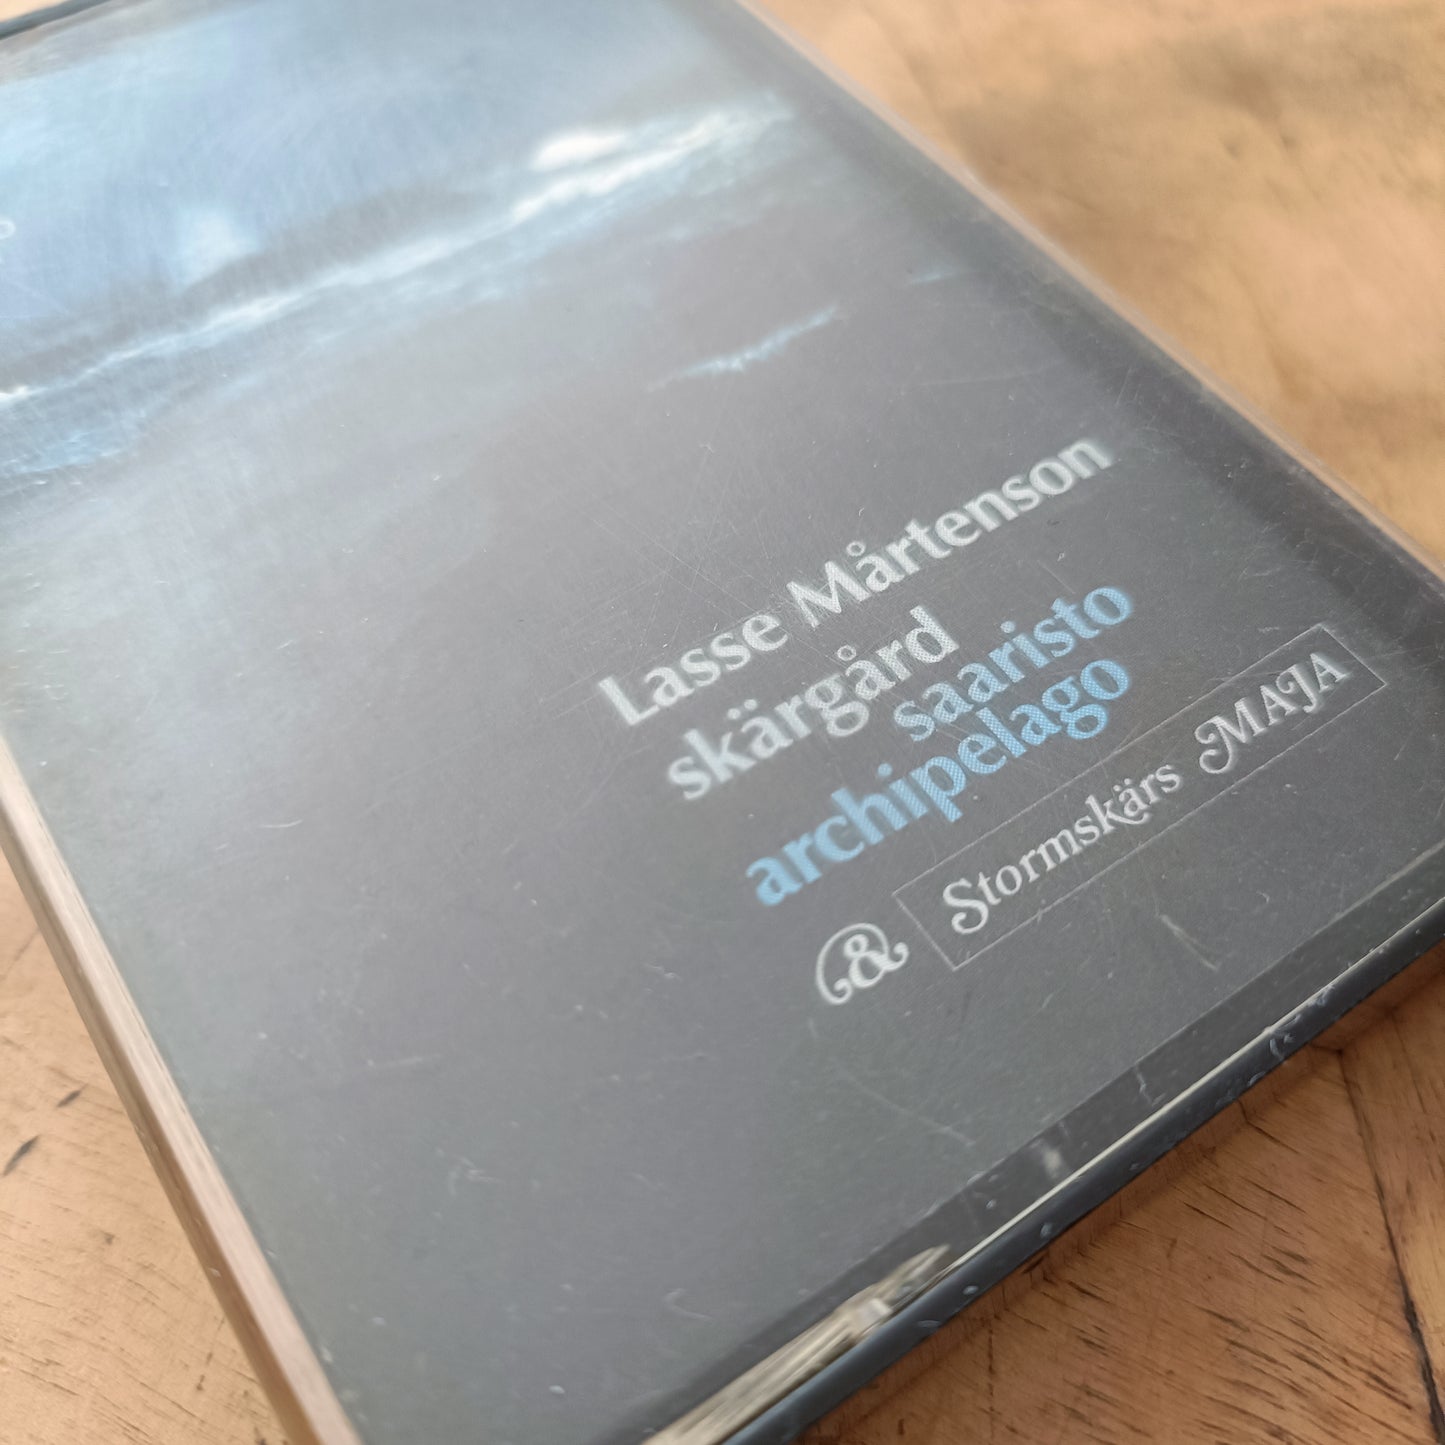 Lasse Mårtenson
skärgård
saaristo
archipelago
& Stormskärs MAJA